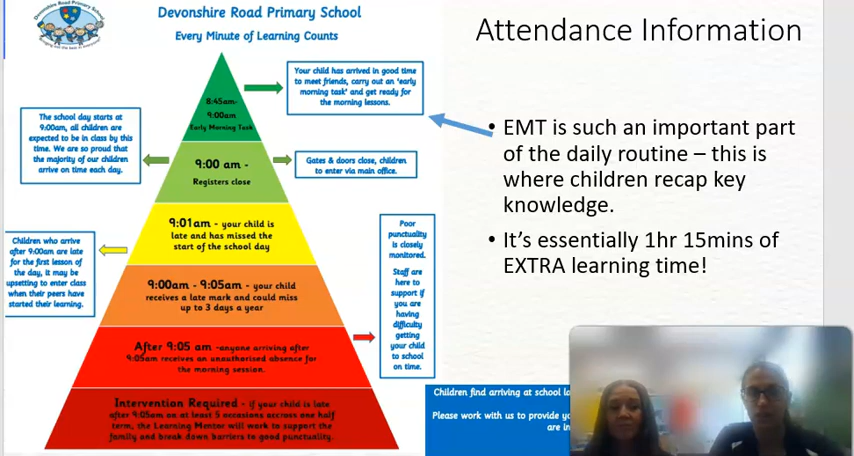 Devonshire Road Primary School
Every Minute of Learning Counts
Attendance Information
8:45am-
9:00am
Early Morning Task
Your child has arrived in good time
to meet friends, carry out an 'early
morning task' and get ready for
the morning lessons.
The school day starts at
9:00am, all children are
expected to be in class by this
time. We are so proud that
the majority of our children
arrive on time each day.
9:00 am -
Registers close
Gates & doors close, children
to enter via main office.
9:01am - your child is
late and has missed the
start of the school day
Children who arrive
after 9:00am are late
for the first lesson of
the day, it may be
upsetting to enter class
when their peers have
started their learning.
Poor
punctuality
is closely
monitored.
Staff are
here to
support if
you are
having
difficulty
getting
your child
to school
on time.
9:00am - 9:05am - your child
receives a late mark and could miss
up to 3 days a year
After 9:05 am -anyone arriving after
9:05am receives an unauthorised absence for
the morning session.
Intervention Required - if your child is late
after 9:05am on at least 5 occasions accross one half
term, the Learning Mentor will work to support the
family and break down barriers to good punctuality.
• EMT is such an important part
of the daily routine – this is
where children recap key
knowledge.
• It's essentially 1hr 15mins of
EXTRA learning time!
Children find arriving at school
Please work with us to provide
are in